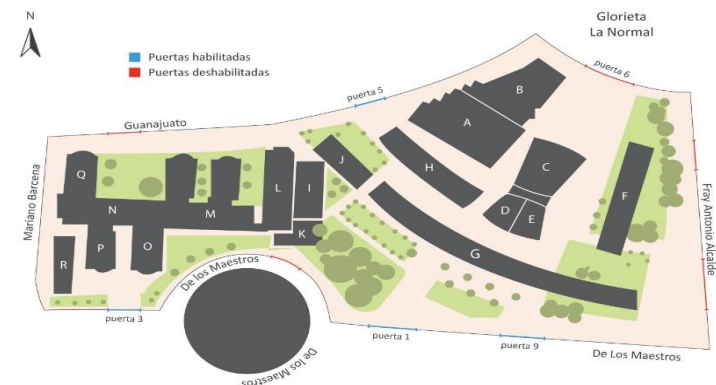 N
Glorieta
La Normal
Puertas habilitadas
Puertas deshabilitadas
puerta 6
puerta 5
B
A
Guanajuato
Q
J
H
C
L
I
F
N
M
D
E
Mariano Barcena
Fray Antonio Alcalde
K
P
O
G
R
De los Maestros
puerta 3
De los Maestros
puerta 1
puerta 9
De Los Maestros